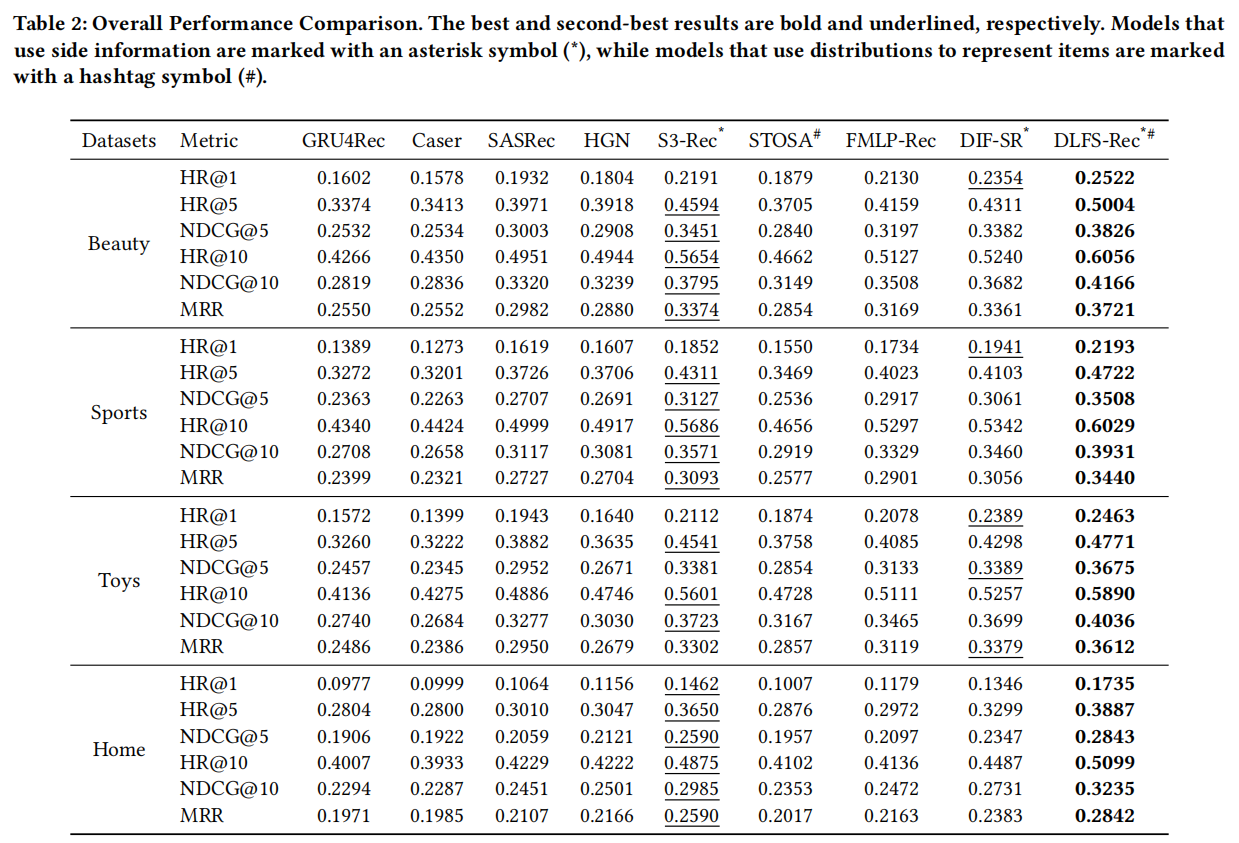 Table 2: Overall Performance Comparison. The best and second-best results are bold and underlined, respectively. Models that
use side information are marked with an asterisk symbol (*), while models that use distributions to represent items are marked
with a hashtag symbol (#).
Datasets Metric GRU4Rec Caser SASRec HGN S3-Rec* STOSA# FMLP-Rec DIF-SR* DLFS-Rec*#
HR@1 0.1602 0.1578 0.1932 0.1804 0.2191 0.1879 0.2130 0.2354 0.2522
HR@5 0.3374 0.3413 0.3971 0.3918 0.4594 0.3705 0.4159 0.4311 0.5004
NDCG@5 0.2532 0.2534 0.3003 0.2908 0.3451 0.2840 0.3197 0.3382 0.3826
Beauty
HR@10 0.4266 0.4350 0.4951 0.4944 0.5654 0.4662 0.5127 0.5240 0.6056
NDCG@10 0.2819 0.2836 0.3320 0.3239 0.3795 0.3149 0.3508 0.3682 0.4166
MRR 0.2550 0.2552 0.2982 0.2880 0.3374 0.2854 0.3169 0.3361 0.3721
HR@1 0.1389 0.1273 0.1619 0.1607 0.1852 0.1550 0.1734 0.1941 0.2193
HR@5 0.3272 0.3201 0.3726 0.3706 0.4311 0.3469 0.4023 0.4103 0.4722
NDCG@5 0.2363 0.2263 0.2707 0.2691 0.3127 0.2536 0.2917 0.3061 0.3508
Sports
HR@10 0.4340 0.4424 0.4999 0.4917 0.5686 0.4656 0.5297 0.5342 0.6029
NDCG@10 0.2708 0.2658 0.3117 0.3081 0.3571 0.2919 0.3329 0.3460 0.3931
MRR 0.2399 0.2321 0.2727 0.2704 0.3093 0.2577 0.2901 0.3056 0.3440
HR@1 0.1572 0.1399 0.1943 0.1640 0.2112 0.1874 0.2078 0.2389 0.2463
HR@5 0.3260 0.3222 0.3882 0.3635 0.4541 0.3758 0.4085 0.4298 0.4771
NDCG@5 0.2457 0.2345 0.2952 0.2671 0.3381 0.2854 0.3133 0.3389 0.3675
Toys
HR@10 0.4136 0.4275 0.4886 0.4746 0.5601 0.4728 0.5111 0.5257 0.5890
NDCG@10 0.2740 0.2684 0.3277 0.3030 0.3723 0.3167 0.3465 0.3699 0.4036
MRR 0.2486 0.2386 0.2950 0.2679 0.3302 0.2857 0.3119 0.3379 0.3612
HR@1 0.0977 0.0999 0.1064 0.1156 0.1462 0.1007 0.1179 0.1346 0.1735
HR@5 0.2804 0.2800 0.3010 0.3047 0.3650 0.2876 0.2972 0.3299 0.3887
NDCG@5 0.1906 0.1922 0.2059 0.2121 0.2590 0.1957 0.2097 0.2347 0.2843
Home
HR@10 0.4007 0.3933 0.4229 0.4222 0.4875 0.4102 0.4136 0.4487 0.5099
NDCG@10 0.2294 0.2287 0.2451 0.2501 0.2985 0.2353 0.2472 0.2731 0.3235
MRR 0.1971 0.1985 0.2107 0.2166 0.2590 0.2017 0.2163 0.2383 0.2842